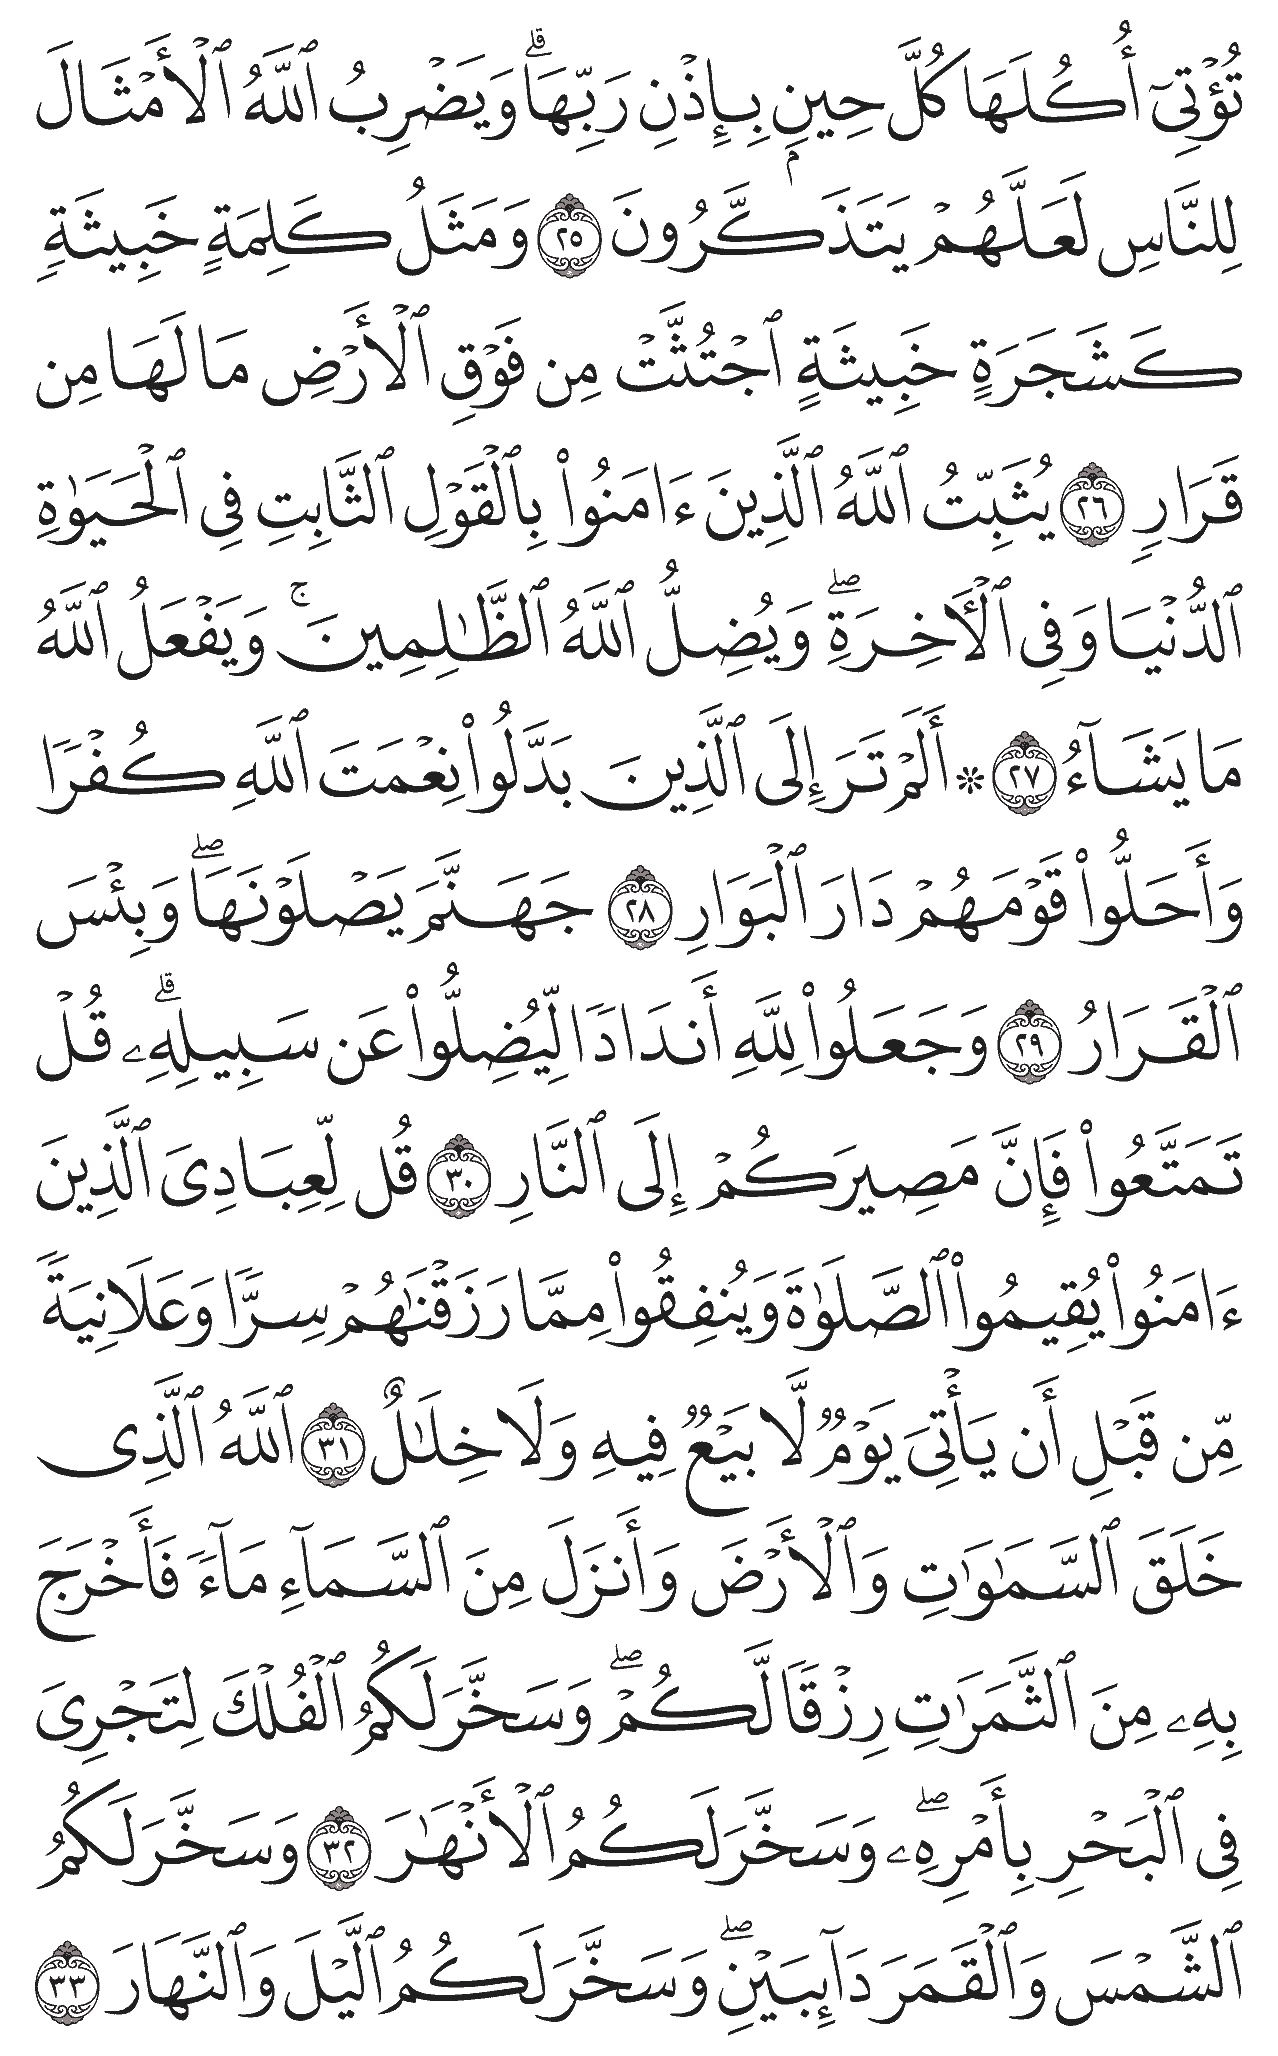 تُؤۡتِيٓ أُكُلَهَا كُلَّ حِينِۭ بِإِذۡنِ رَبِّهَاۗ وَيَضۡرِبُ ٱللَّهُ ٱلۡأَمۡثَالَ
لِلنَّاسِ لَعَلَّهُمۡ يَتَذَكَّرُونَ ٢٥ وَمَثَلُ كَلِمَةٍ خَبِيثَةٖ
كَشَجَرَةٍ خَبِيثَةٍ ٱجۡتُثَّتۡ مِن فَوۡقِ ٱلۡأَرۡضِ مَا لَهَا مِن
قَرَارٖ ٢٦ يُثَبِّتُ ٱللَّهُ ٱلَّذِينَ ءَامَنُواْ بِٱلۡقَوۡلِ ٱلثَّابِتِ فِي ٱلۡحَيَوٰةِ
ٱلدُّنۡيَا وَفِي ٱلۡأٓخِرَةِۖ وَيُضِلُّ ٱللَّهُ ٱلظَّٰلِمِينَۚ وَيَفۡعَلُ ٱللَّهُ
مَا يَشَآءُ ٢٧ ۞ أَلَمۡ تَرَ إِلَى ٱلَّذِينَ بَدَّلُواْ نِعۡمَتَ ٱللَّهِ كُفۡرٗا
وَأَحَلُّواْ قَوۡمَهُمۡ دَارَ ٱلۡبَوَارِ ٢٨ جَهَنَّمَ يَصۡلَوۡنَهَاۖ وَبِئۡسَ
ٱلۡقَرَارُ ٢٩ وَجَعَلُواْ لِلَّهِ أَندَادٗا لِّيُضِلُّواْ عَن سَبِيلِهِۦۗ قُلۡ
تَمَتَّعُواْ فَإِنَّ مَصِيرَكُمۡ إِلَى ٱلنَّارِ ٣٠ قُل لِّعِبَادِيَ ٱلَّذِينَ
ءَامَنُواْ يُقِيمُواْ ٱلصَّلَوٰةَ وَيُنفِقُواْ مِمَّا رَزَقۡنَٰهُمۡ سِرّٗا وَعَلَانِيَةٗ
مِّن قَبۡلِ أَن يَأۡتِيَ يَوۡمٞ لَّا بَيۡعٞ فِيهِ وَلَا خِلَٰلٌ ٣١ ٱللَّهُ ٱلَّذِي
خَلَقَ ٱلسَّمَٰوَٰتِ وَٱلۡأَرۡضَ وَأَنزَلَ مِنَ ٱلسَّمَآءِ مَآءٗ فَأَخۡرَجَ
بِهِۦ مِنَ ٱلثَّمَرَٰتِ رِزۡقٗا لَّكُمۡۖ وَسَخَّرَ لَكُمُ ٱلۡفُلۡكَ لِتَجۡرِيَ
فِي ٱلۡبَحۡرِ بِأَمۡرِهِۦۖ وَسَخَّرَ لَكُمُ ٱلۡأَنۡهَٰرَ ٣٢ وَسَخَّرَ لَكُمُ
ٱلشَّمۡسَ وَٱلۡقَمَرَ دَآئِبَيۡنِۖ وَسَخَّرَ لَكُمُ ٱلَّيۡلَ وَٱلنَّهَارَ ٣٣